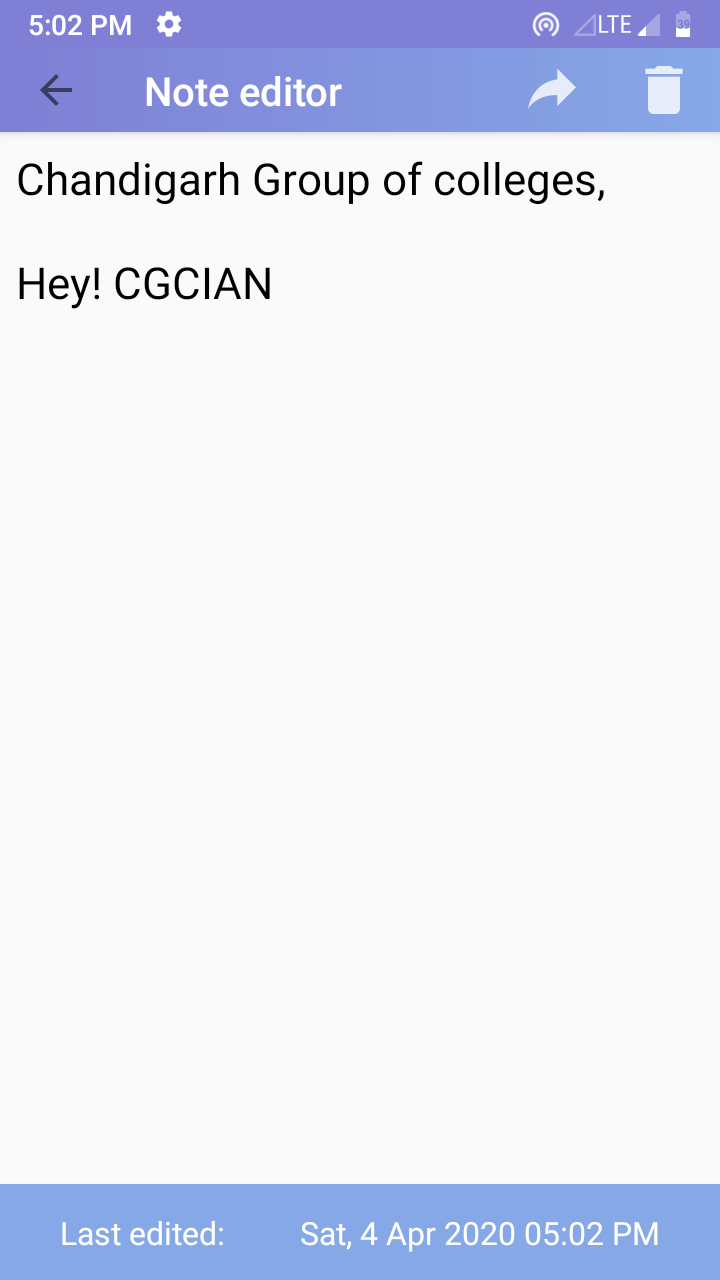 5:02 PM LTE 39
Note editor
Chandigarh Group of colleges,
Hey! CGCIAN
Last edited: Sat, 4 Apr 2020 05:02 PM